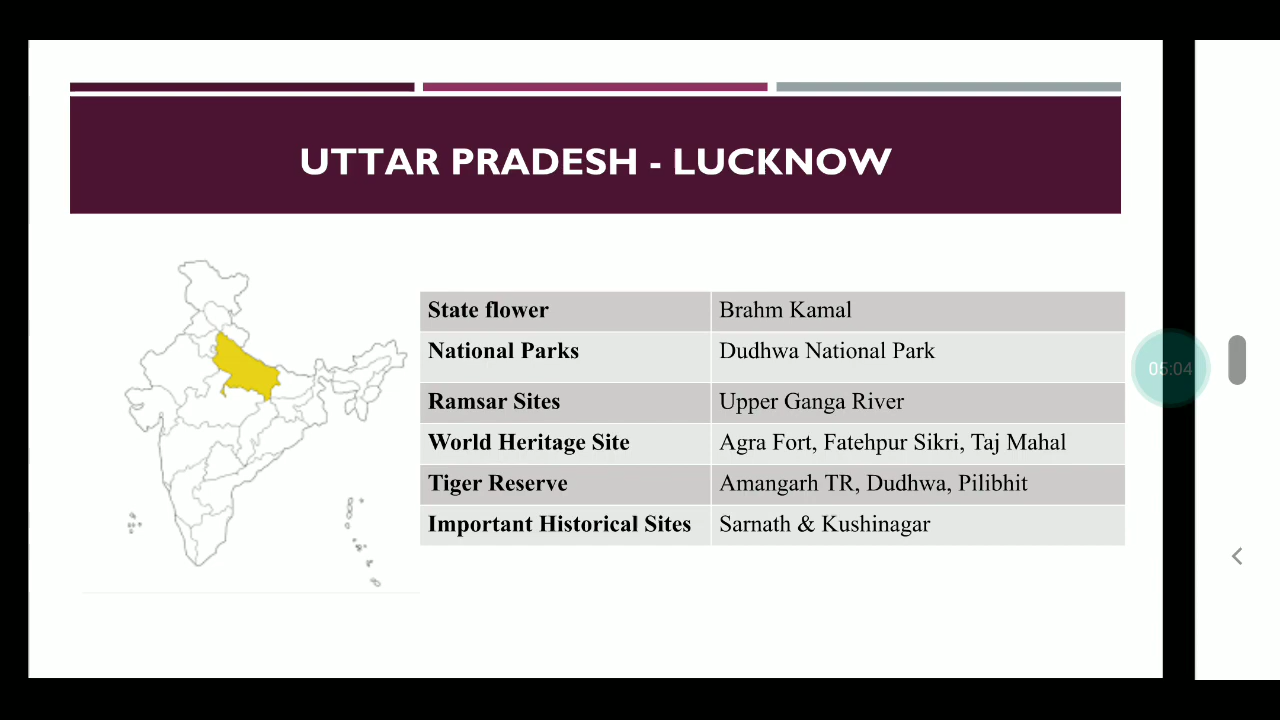 UTTAR PRADESH - LUCKNOW
State flower Brahm Kamal
National Parks Dudhwa National Park
Ramsar Sites Upper Ganga River
World Heritage Site Agra Fort, Fatehpur Sikri, Taj Mahal
Tiger Reserve Amangarh TR, Dudhwa, Pilibhit
Important Historical Sites Sarnath & Kushinagar
05:04